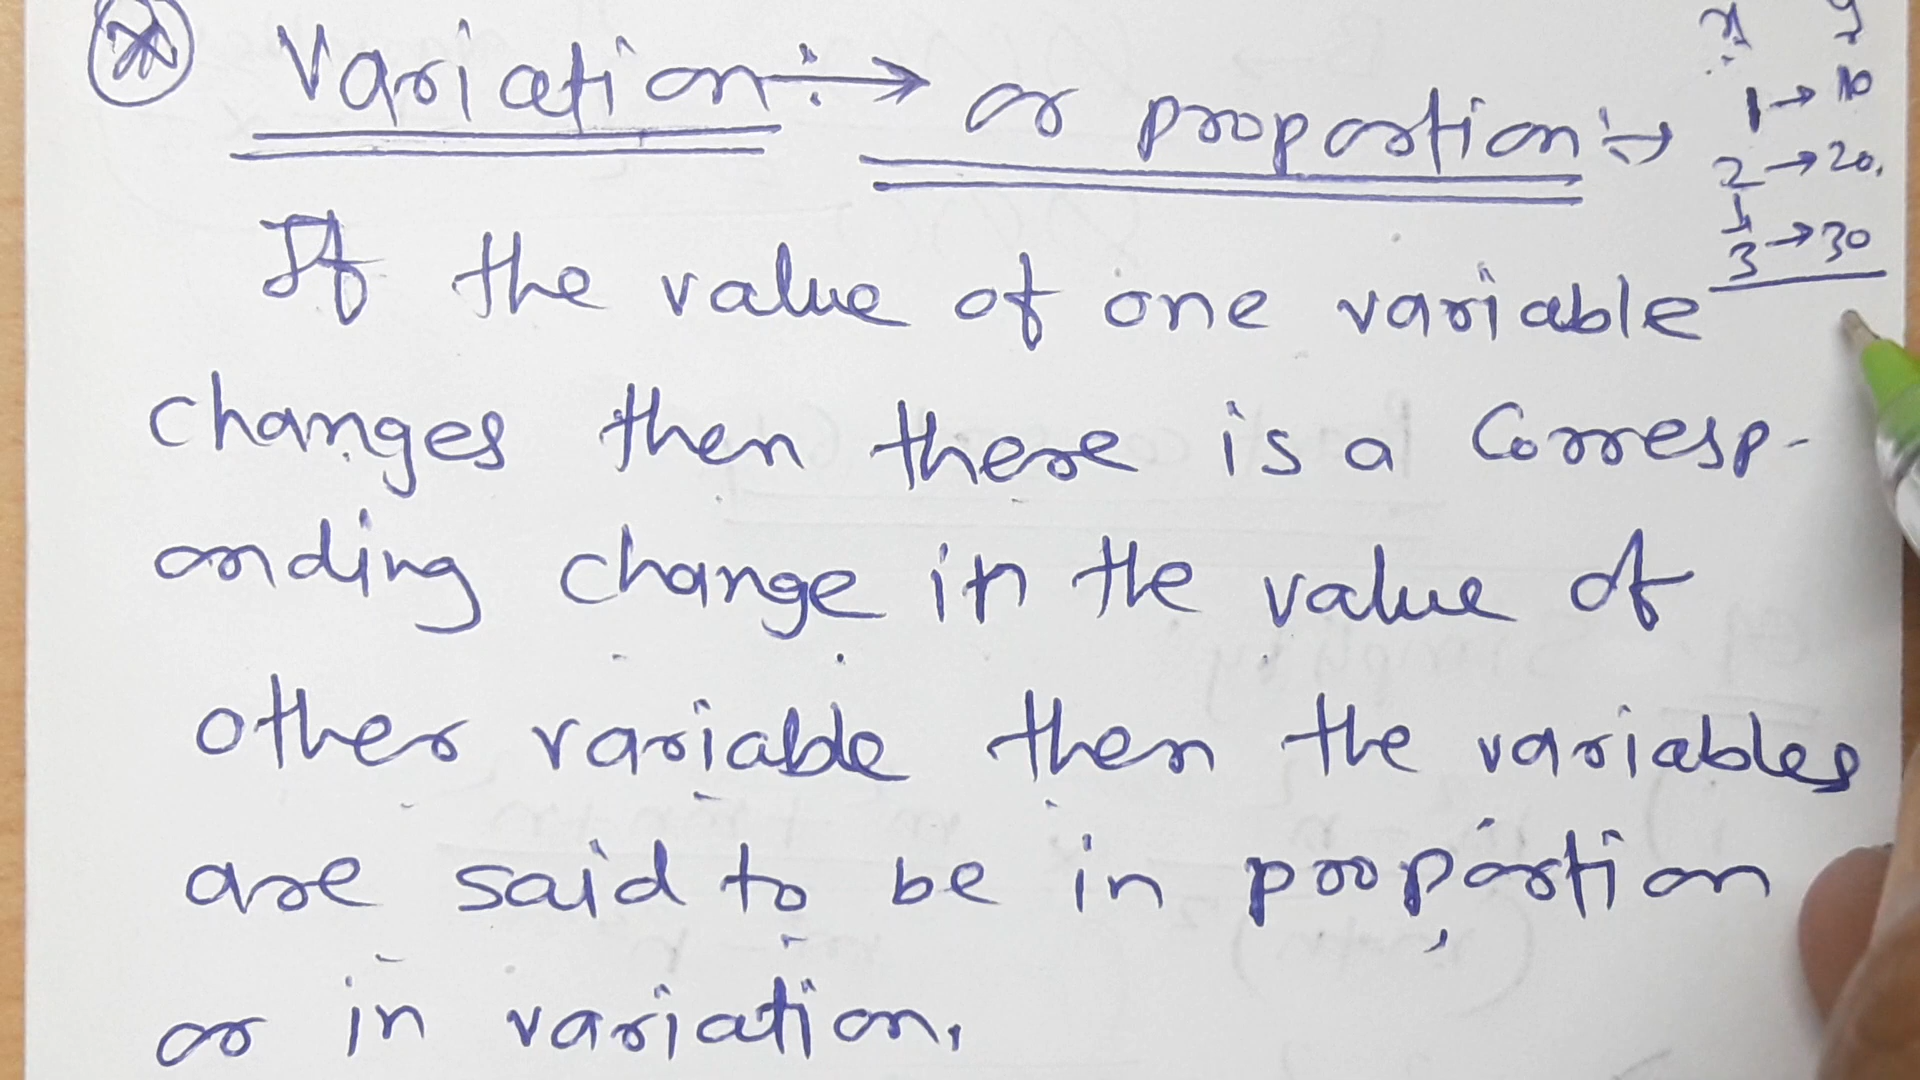 Variation :→ or proportion :→
If the value of one variable
changes then there is a Corresp-
onding change in the value of
other variable then the variables
are said to be in proportion
or in variation.
x y
1 → 10
2 → 20.
3 → 30